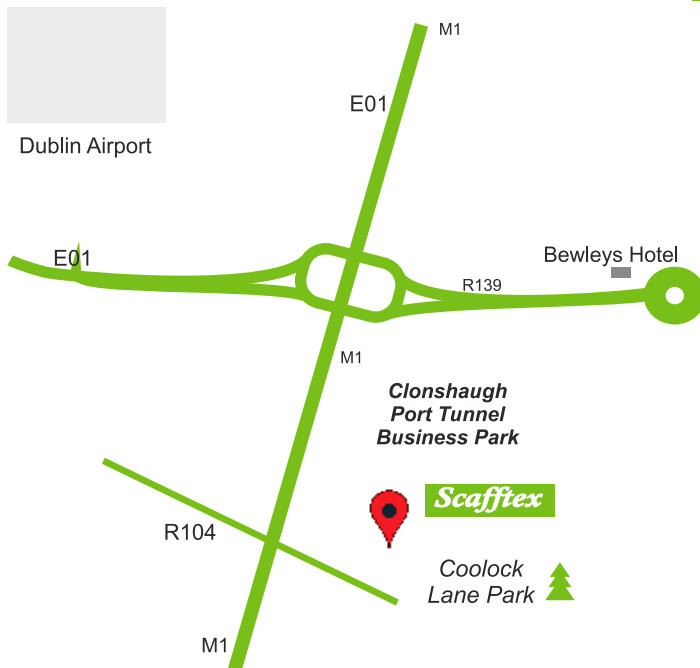 M1
E01
Dublin Airport
E01
Bewleys Hotel
R139
M1
Clonshaugh
Port Tunnel
Business Park
Scafftex
R104
Coolock
Lane Park
M1